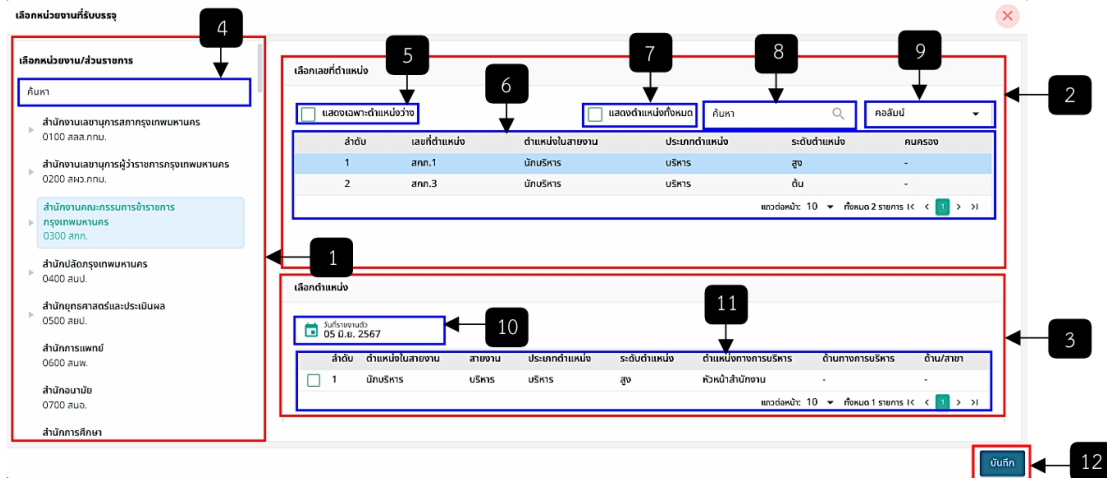 เลือกหน่วยงานที่รับบรรจุ
4
เลือกหน่วยงาน/ส่วนราชการ
ค้นหา
สำนักงานเลขานุการสภากรุงเทพมหานคร
0100 สลส.กทม.
สำนักงานเลขานุการผู้ว่าราชการกรุงเทพมหานคร
0200 สผว.กทม.
สำนักงานคณะกรรมการข้าราชการ
กรุงเทพมหานคร
0300 สกก.
สำนักปลัดกรุงเทพมหานคร
0400 สนป.
สำนักยุทธศาสตร์และประเมินผล
0500 สยป.
สำนักการแพทย์
0600 สนพ.
สำนักอนามัย
0700 สนอ.
สำนักการศึกษา
1
5
6
7
8
9
2
เลือกเลขที่ตำแหน่ง
แสดงเฉพาะตำแหน่งว่าง
แสดงตำแหน่งทั้งหมด
ค้นหา
คอลัมน์
ลำดับ เลขที่ตำแหน่ง ตำแหน่งในสายงาน ประเภทตำแหน่ง ระดับตำแหน่ง คนครอง
1 สกก.1 นักบริหาร บริหาร สูง -
2 สกก.3 นักบริหาร บริหาร ต้น -
แถวต่อหน้า: 10 ทั้งหมด 2 รายการ 1
เลือกตำแหน่ง
11
10
3
วันที่รายงานตัว
05 มิ.ย. 2567
ลำดับ ตำแหน่งในสายงาน สายงาน ประเภทตำแหน่ง ระดับตำแหน่ง ตำแหน่งทางการบริหาร ด้านทางการบริหาร ด้าน/สาขา
1 นักบริหาร บริหาร บริหาร สูง หัวหน้าสำนักงาน - -
แถวต่อหน้า: 10 ทั้งหมด 1 รายการ 1
บันทึก
12